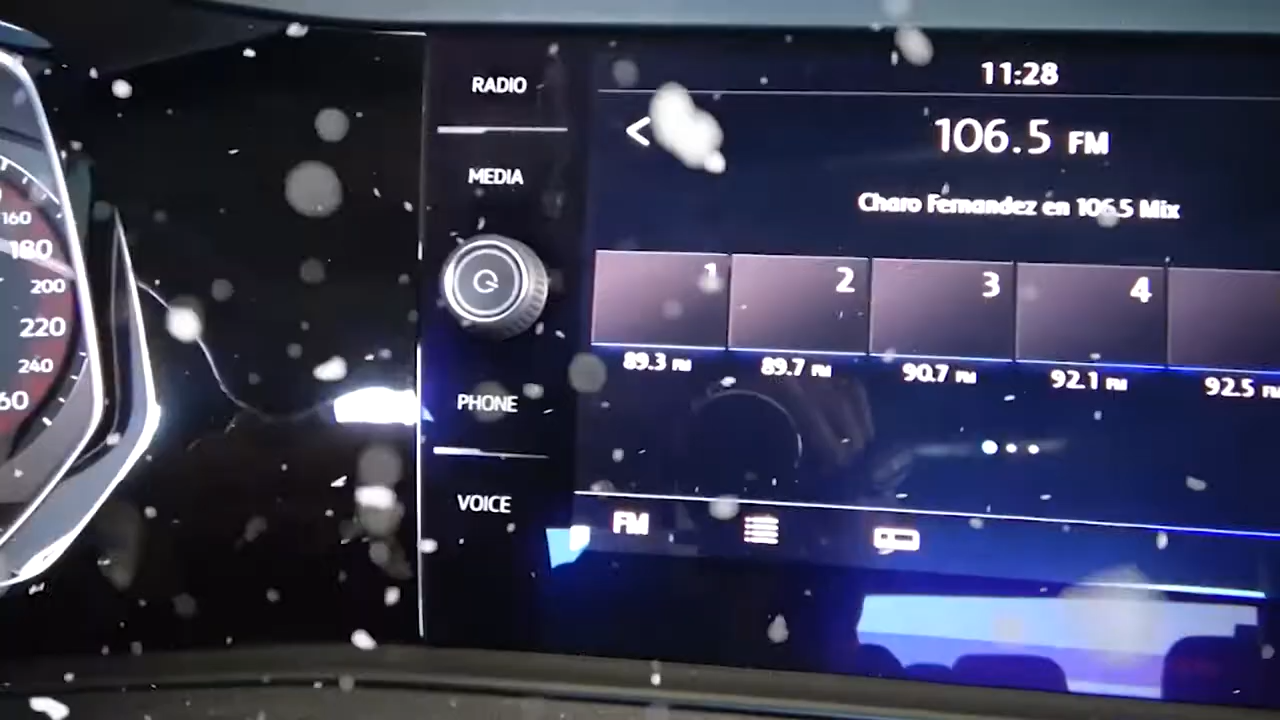 160
180
200
220
240
60
RADIO
MEDIA
PHONE
VOICE
11:28
<
106.5 FM
Charo Fernandez en 106.5 Mix
1 2 3 4
89.3 FM 89.7 FM 90.7 FM 92.1 FM 92.5 FM
FM